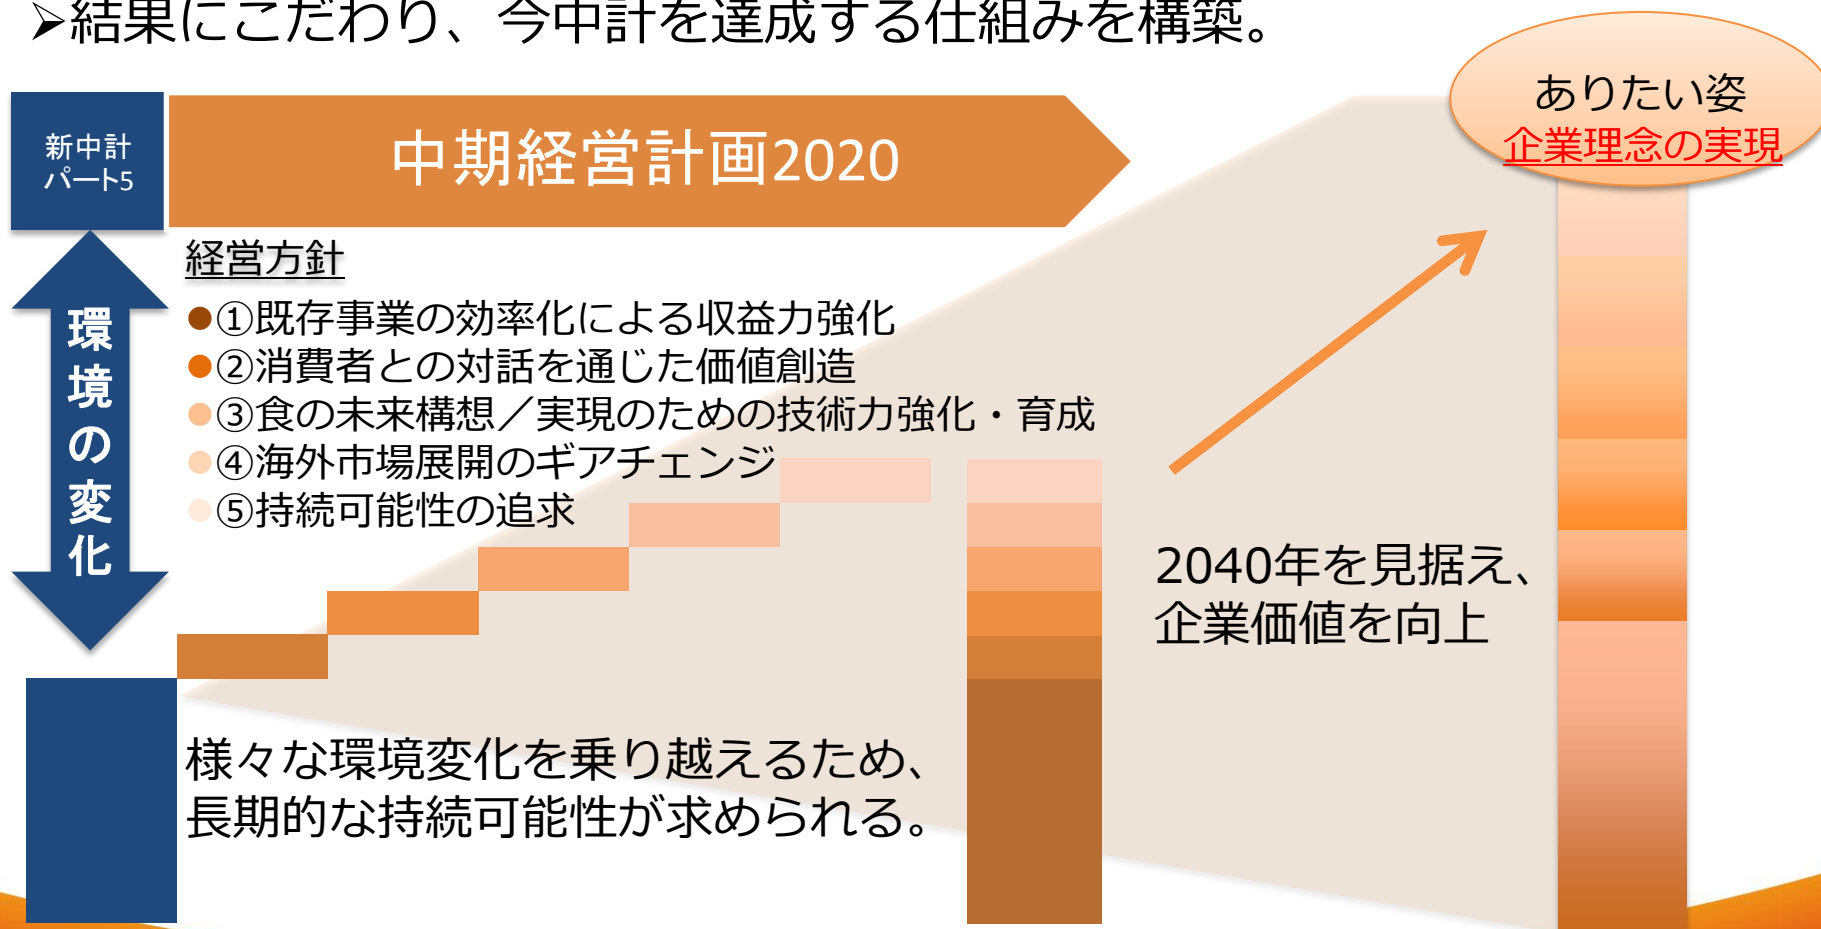 ➢結果にこだわり、今中計を達成する仕組みを構築。
ありたい姿
企業理念の実現
新中計
パート5
中期経営計画2020
経営方針
●①既存事業の効率化による収益力強化
●②消費者との対話を通じた価値創造
●③食の未来構想／実現のための技術力強化・育成
●④海外市場展開のギアチェンジ
●⑤持続可能性の追求
環境の変化
2040年を見据え、
企業価値を向上
様々な環境変化を乗り越えるため、
長期的な持続可能性が求められる。